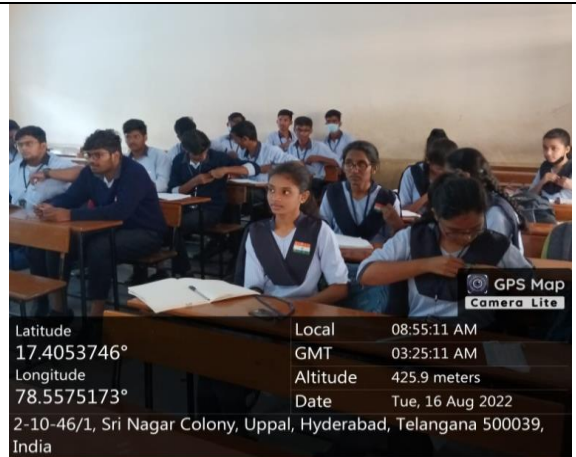 GPS Map
Camera Lite
Latitude
17.4053746°
Longitude
78.5575173°
Local 08:55:11 AM
GMT 03:25:11 AM
Altitude 425.9 meters
Date Tue, 16 Aug 2022
2-10-46/1, Sri Nagar Colony, Uppal, Hyderabad, Telangana 500039,
India